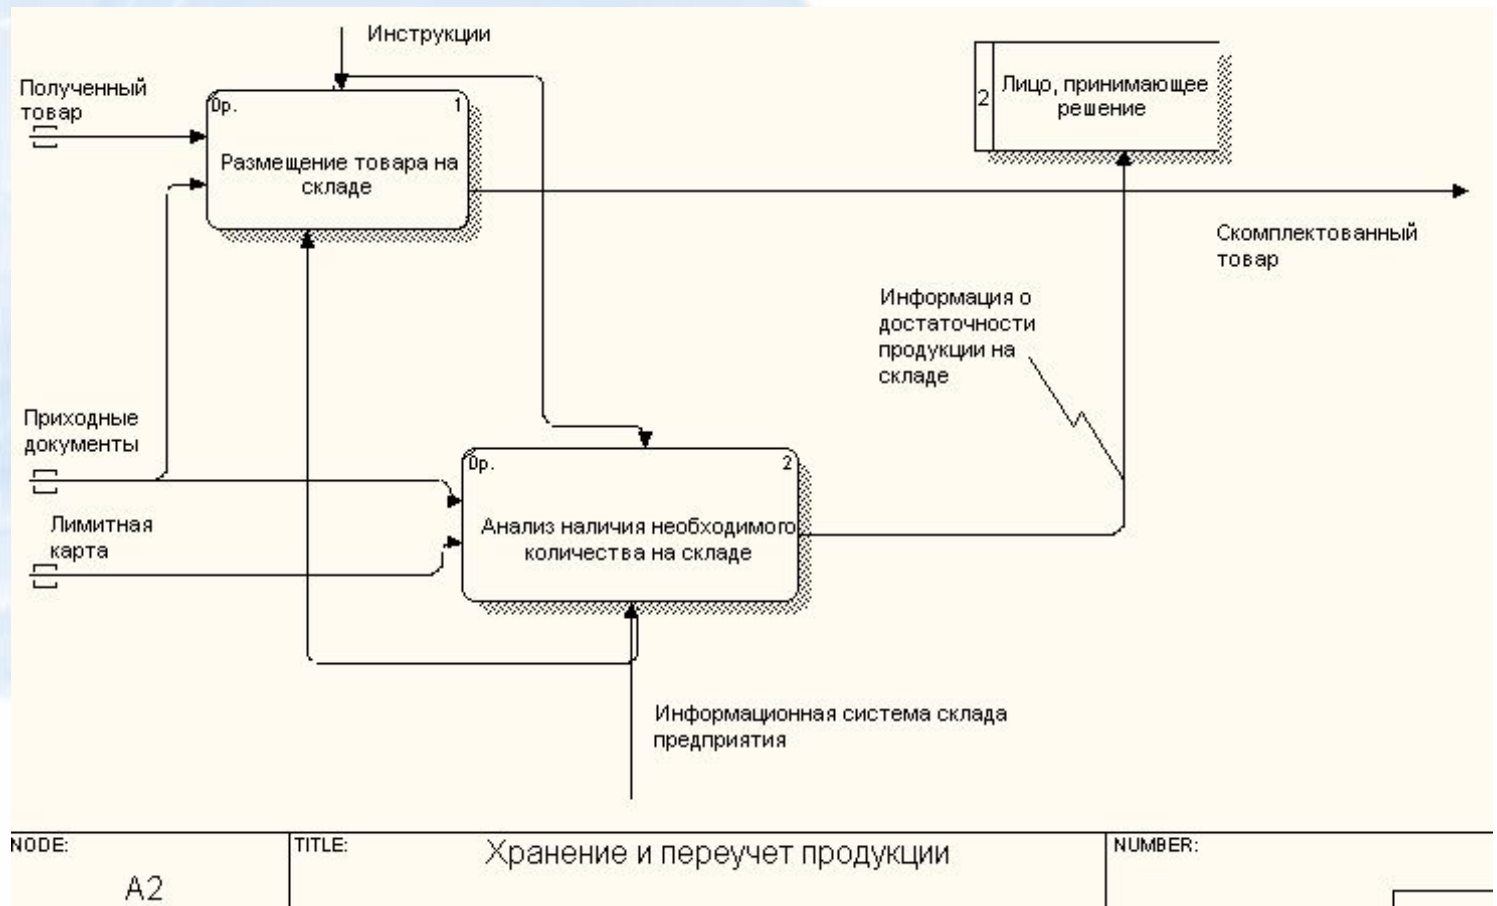 Инструкции
Полученный
товар
0р. 1
Размещение товара на
складе
2
Лицо, принимающее
решение
Скомплектованный
товар
Информация о
достаточности
продукции на
складе
Приходные
документы
Лимитная
карта
0р. 2
Анализ наличия необходимого
количества на складе
Информационная система склада
предприятия
NODE: TITLE: Хранение и переучет продукции NUMBER:
A2